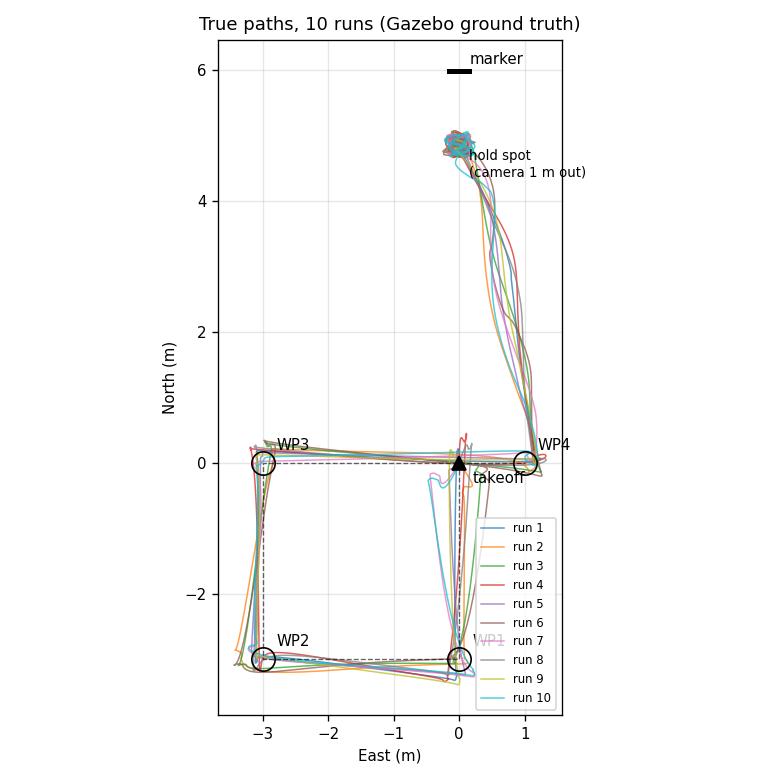 True paths, 10 runs (Gazebo ground truth)
marker
hold spot
(camera 1 m out)
WP3
WP4
takeoff
WP2
WP1
run 1
run 2
run 3
run 4
run 5
run 6
run 7
run 8
run 9
run 10
6
4
2
0
−2
North (m)
−3
−2
−1
0
1
East (m)